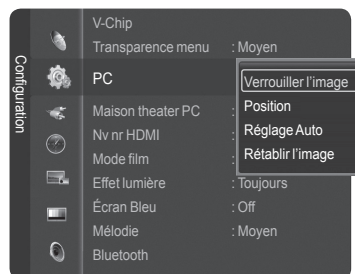 Configuration
V-Chip
Transparence menu : Moyen
PC
Verrouiller l'image
Position
Réglage Auto
Rétablir l'image
Maison theater PC :
Nv nr HDMI :
Mode film :
Effet lumière : Toujours
Écran Bleu : Off
Mélodie : Moyen
Bluetooth